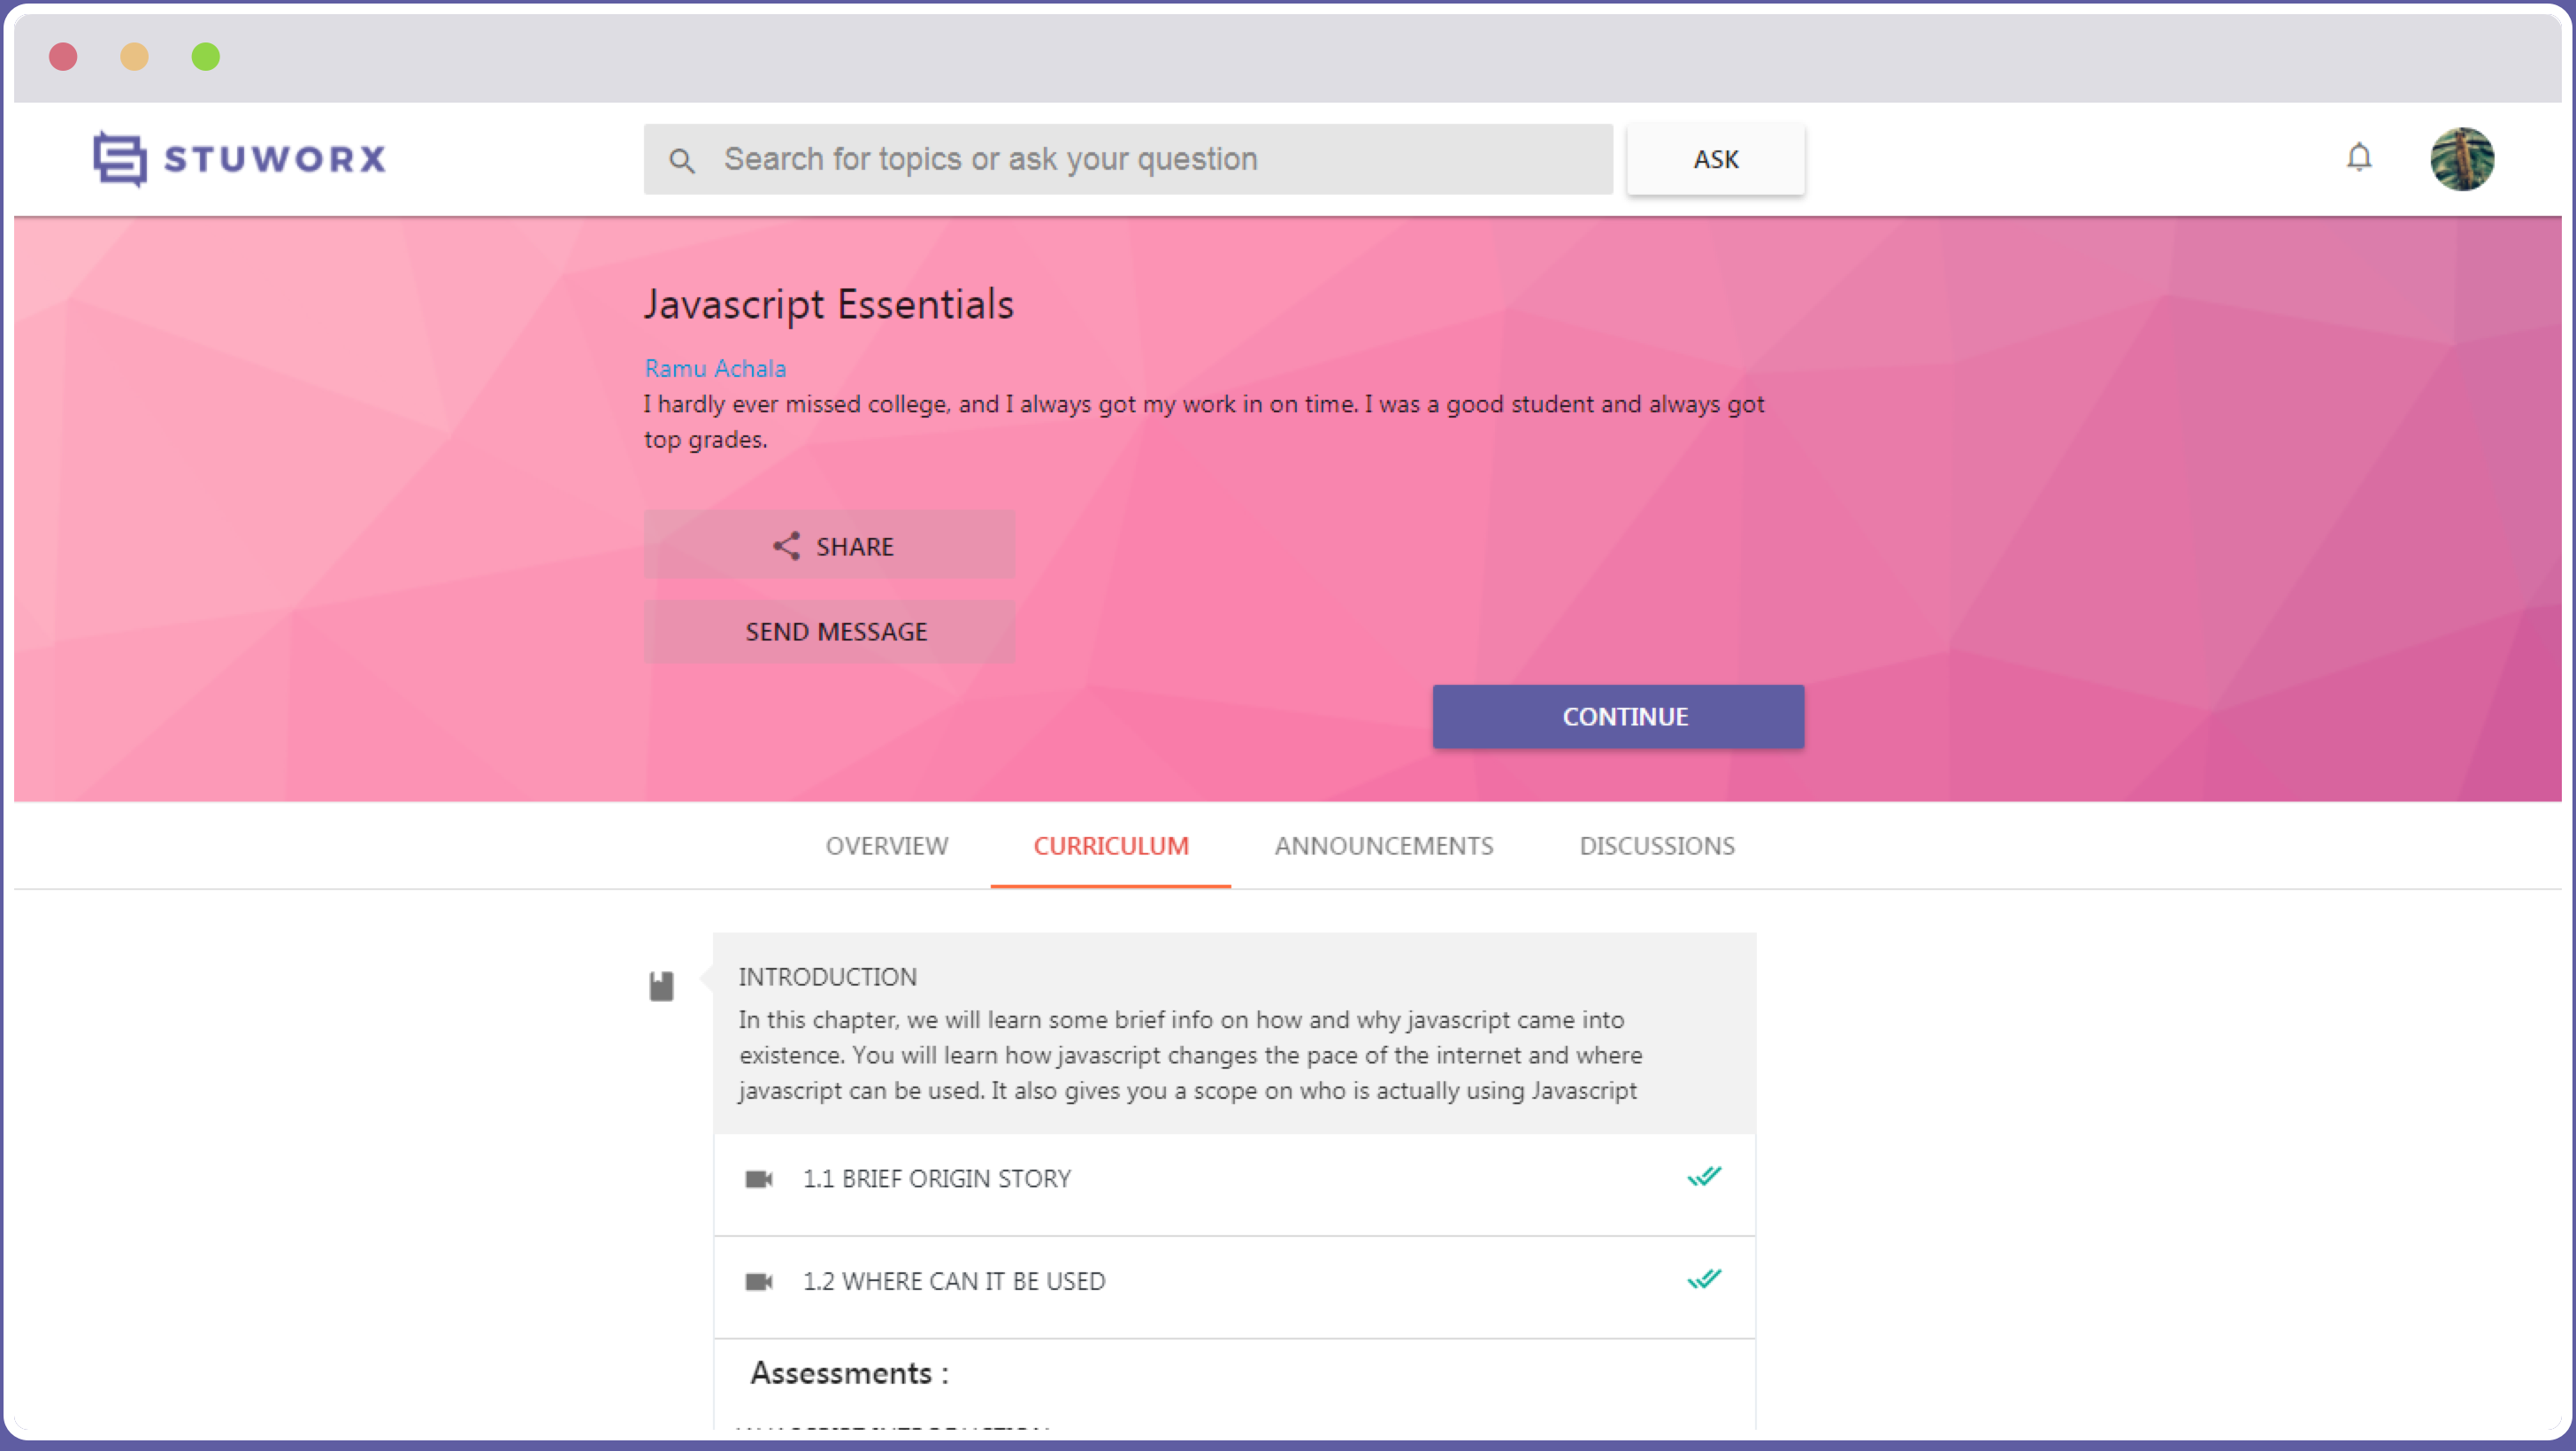 STUWORX
Search for topics or ask your question
ASK
Javascript Essentials
Ramu Achala
I hardly ever missed college, and I always got my work in on time. I was a good student and always got
top grades.
SHARE
SEND MESSAGE
CONTINUE
OVERVIEW CURRICULUM ANNOUNCEMENTS DISCUSSIONS
INTRODUCTION
In this chapter, we will learn some brief info on how and why javascript came into
existence. You will learn how javascript changes the pace of the internet and where
javascript can be used. It also gives you a scope on who is actually using Javascript
1.1 BRIEF ORIGIN STORY
1.2 WHERE CAN IT BE USED
Assessments :